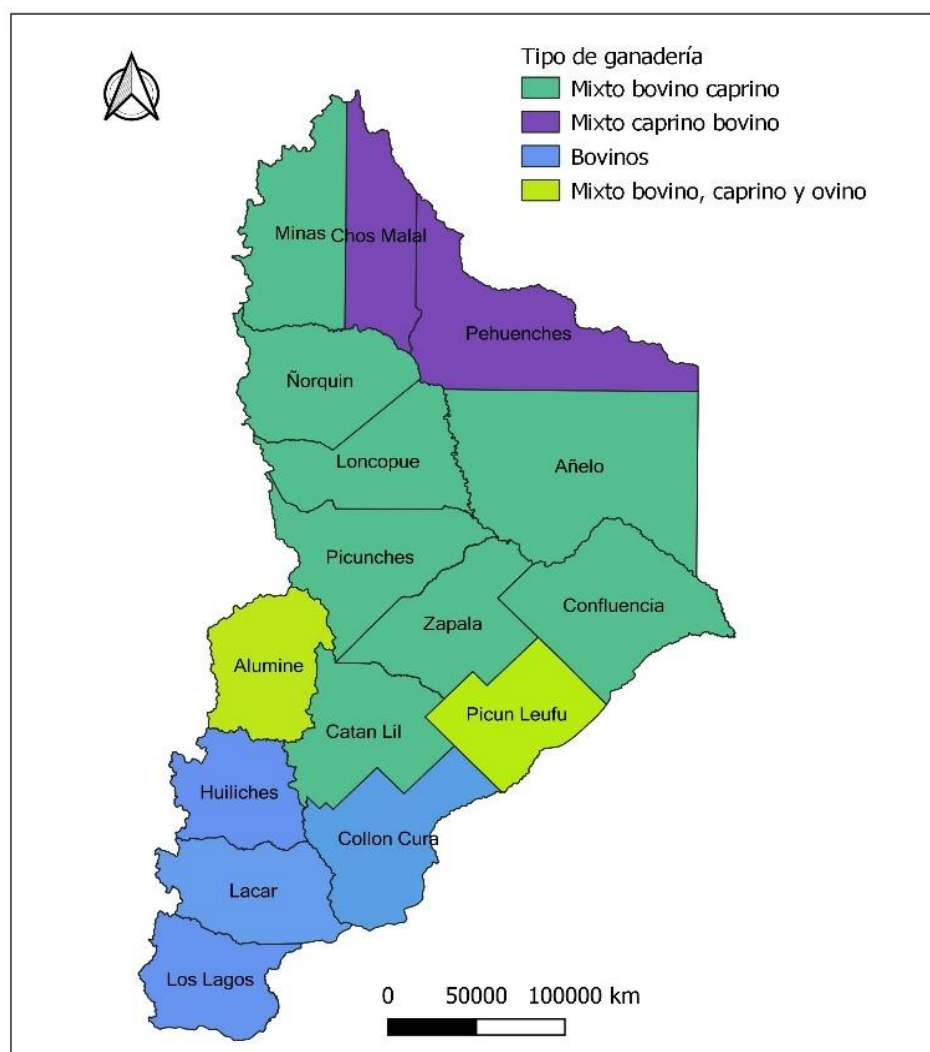 Tipo de ganadería
Mixto bovino caprino
Mixto caprino bovino
Bovinos
Mixto bovino, caprino y ovino
Minas
Chos Malal
Pehuenches
Ñorquin
Loncopue
Añelo
Picunches
Zapala
Confluencia
Alumine
Catan Lil
Picun Leufu
Huiliches
Collon Cura
Lacar
Los Lagos
0 50000 100000 km